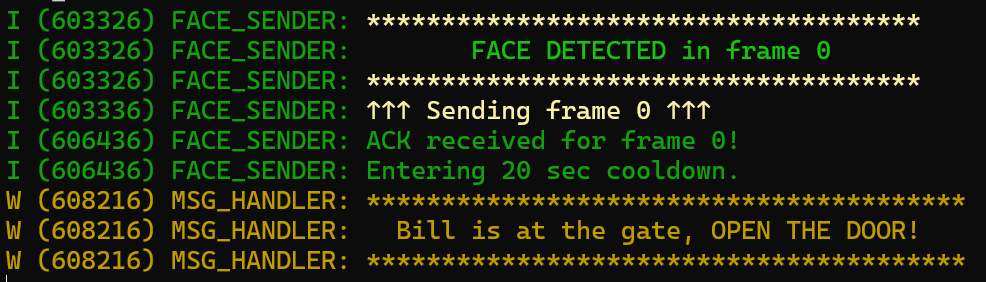 I (603326) FACE_SENDER: *************************************
I (603326) FACE_SENDER:        FACE DETECTED in frame 0
I (603326) FACE_SENDER: *************************************
I (603336) FACE_SENDER: ↑↑↑ Sending frame 0 ↑↑↑
I (606436) FACE_SENDER: ACK received for frame 0!
I (606436) FACE_SENDER: Entering 20 sec cooldown.
W (608216) MSG_HANDLER: ****************************************
W (608216) MSG_HANDLER:   Bill is at the gate, OPEN THE DOOR!
W (608216) MSG_HANDLER: ****************************************